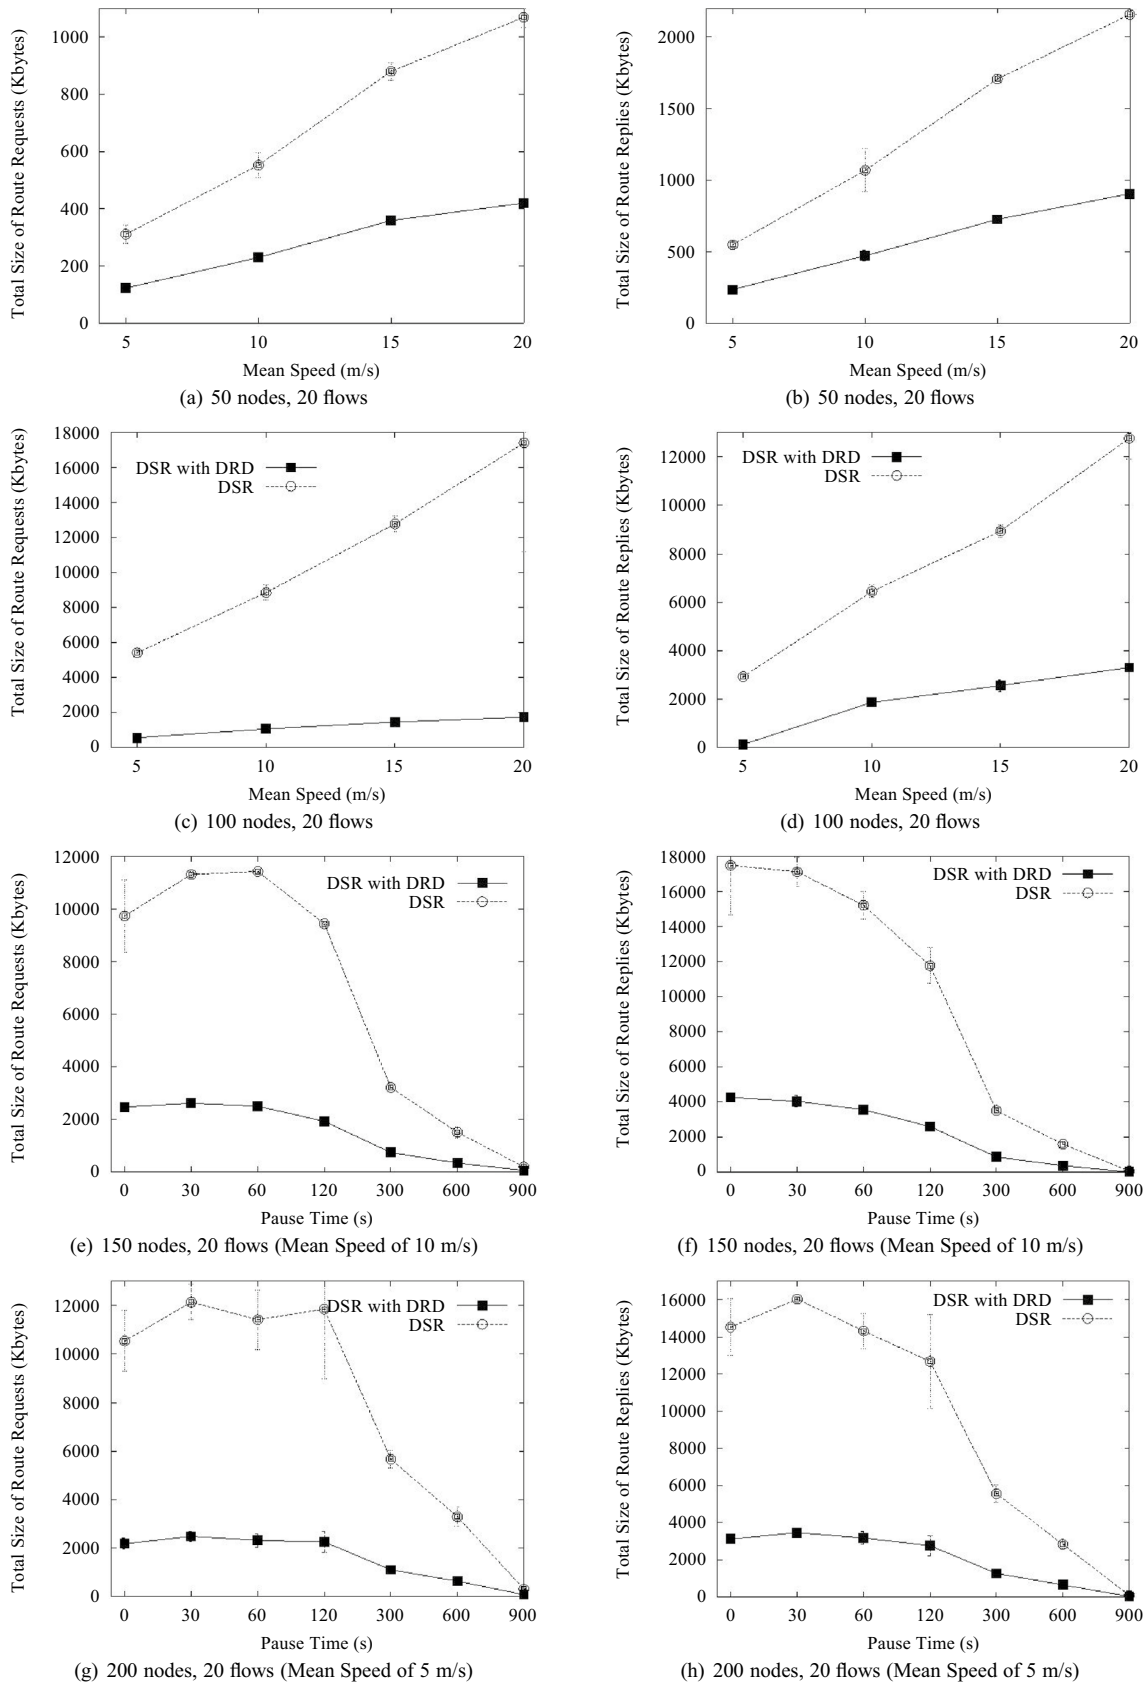 Total Size of Route Requests (Kbytes)
1000
800
600
400
200
0
5 10 15 20
Mean Speed (m/s)
(a) 50 nodes, 20 flows
Total Size of Route Replies (Kbytes)
2000
1500
1000
500
0
5 10 15 20
Mean Speed (m/s)
(b) 50 nodes, 20 flows
Total Size of Route Requests (Kbytes)
18000
16000
14000
12000
10000
8000
6000
4000
2000
0
DSR with DRD
DSR
5 10 15 20
Mean Speed (m/s)
(c) 100 nodes, 20 flows
Total Size of Route Replies (Kbytes)
12000
10000
8000
6000
4000
2000
0
DSR with DRD
DSR
5 10 15 20
Mean Speed (m/s)
(d) 100 nodes, 20 flows
Total Size of Route Requests (Kbytes)
12000
10000
8000
6000
4000
2000
0
DSR with DRD
DSR
0 30 60 120 300 600 900
Pause Time (s)
(e) 150 nodes, 20 flows (Mean Speed of 10 m/s)
Total Size of Route Replies (Kbytes)
18000
16000
14000
12000
10000
8000
6000
4000
2000
0
DSR with DRD
DSR
0 30 60 120 300 600 900
Pause Time (s)
(f) 150 nodes, 20 flows (Mean Speed of 10 m/s)
Total Size of Route Requests (Kbytes)
12000
10000
8000
6000
4000
2000
0
DSR with DRD
DSR
0 30 60 120 300 600 900
Pause Time (s)
(g) 200 nodes, 20 flows (Mean Speed of 5 m/s)
Total Size of Route Replies (Kbytes)
16000
14000
12000
10000
8000
6000
4000
2000
0
DSR with DRD
DSR
0 30 60 120 300 600 900
Pause Time (s)
(h) 200 nodes, 20 flows (Mean Speed of 5 m/s)